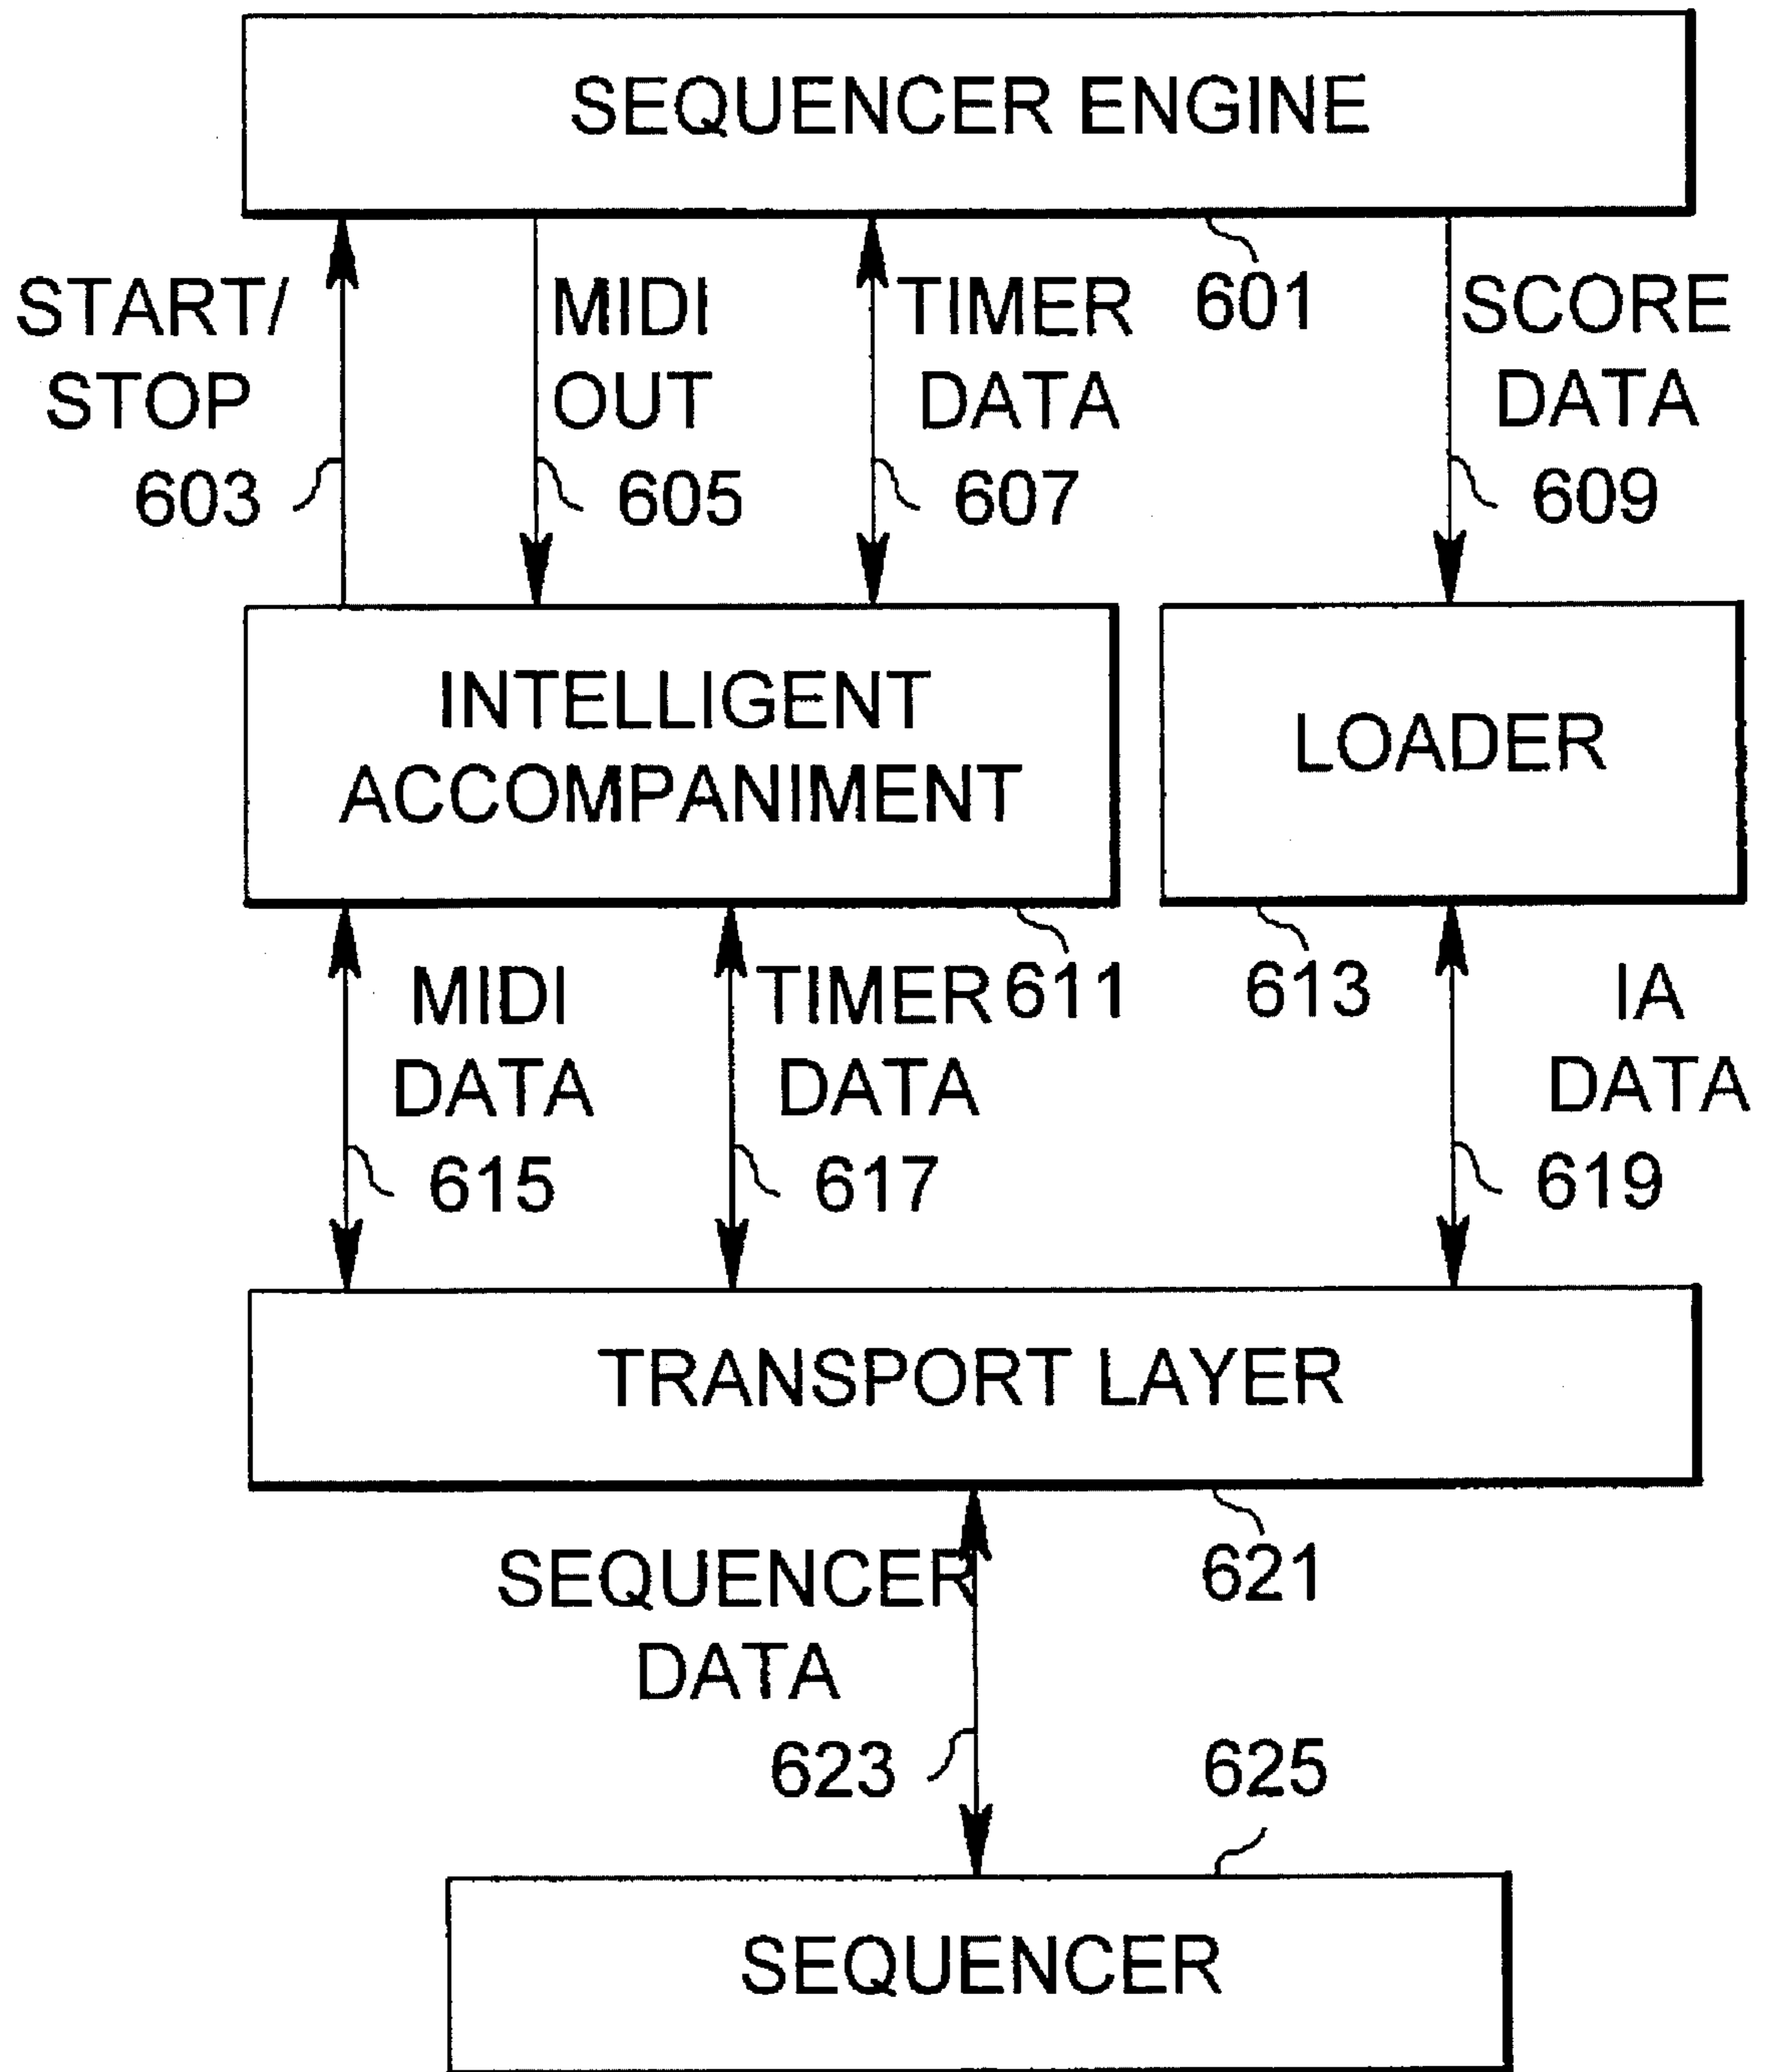 SEQUENCER ENGINE
START/
STOP
603
MIDI
OUT
605
TIMER
DATA
607
601
SCORE
DATA
609
INTELLIGENT
ACCOMPANIMENT
LOADER
MIDI
DATA
615
TIMER
DATA
617
611
613
IA
DATA
619
TRANSPORT LAYER
SEQUENCER
DATA
623
621
625
SEQUENCER